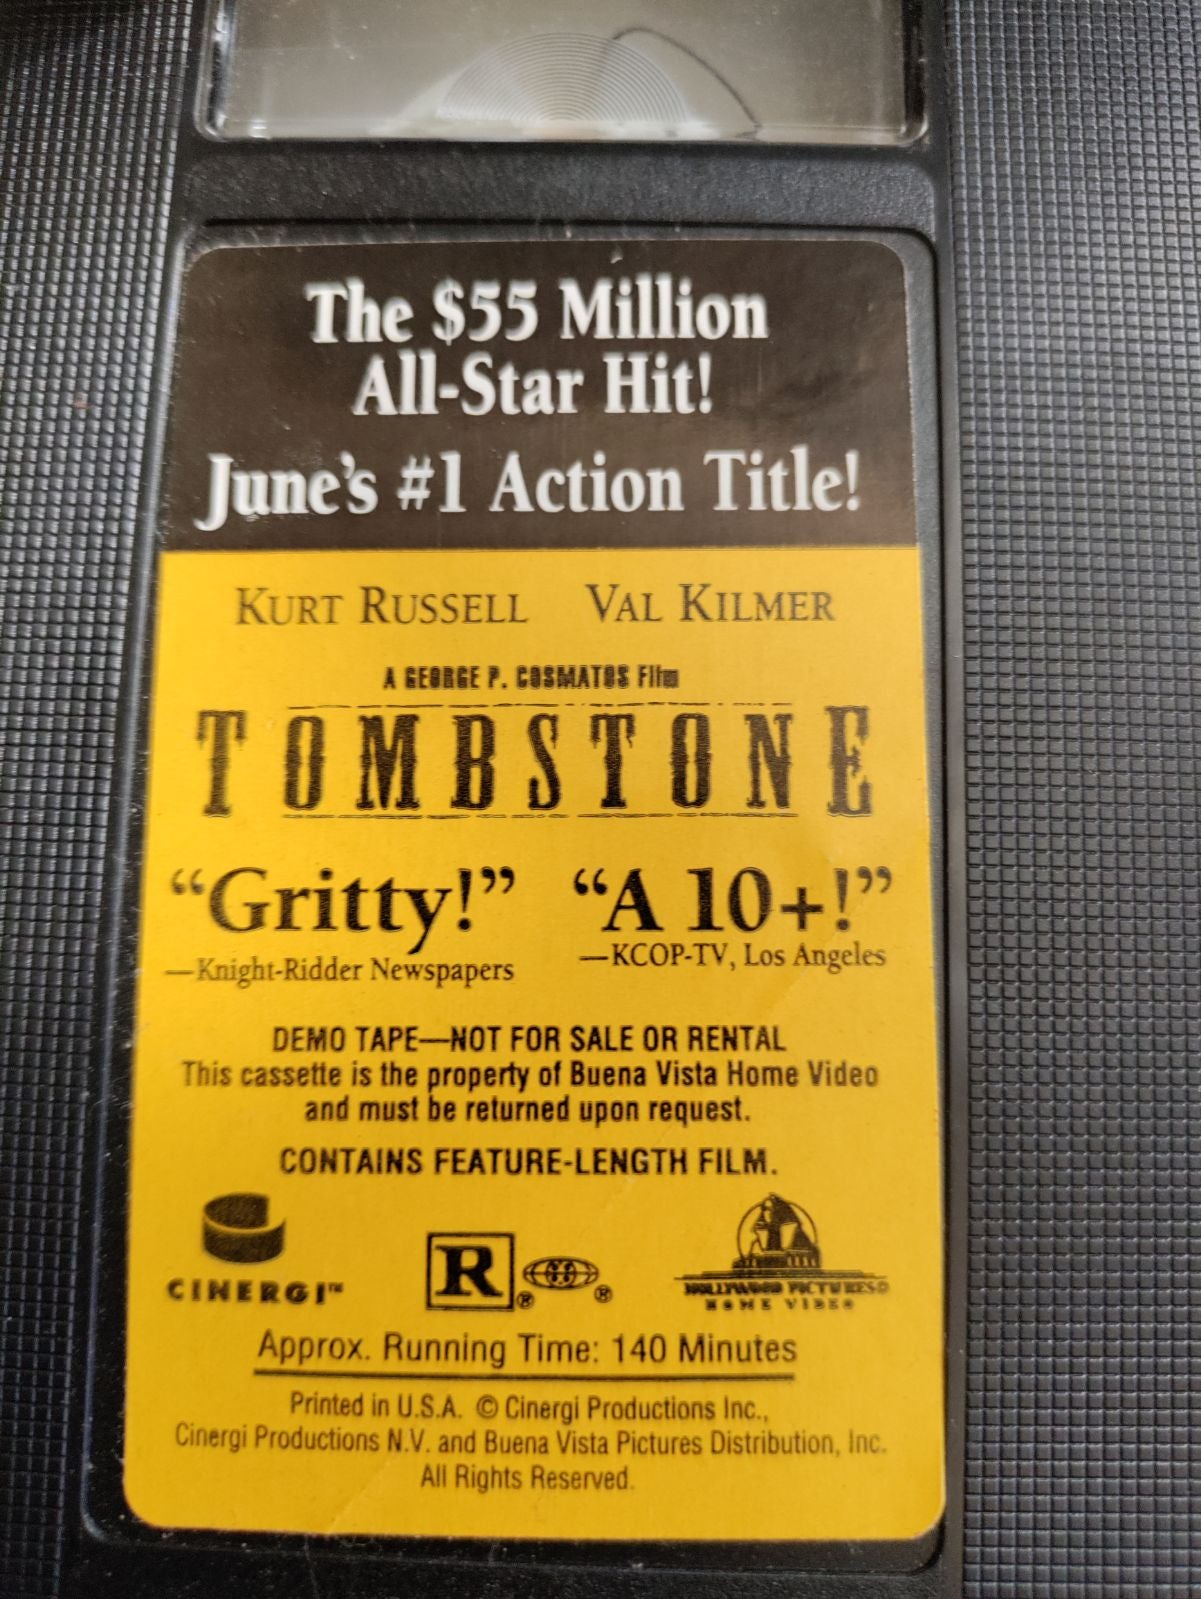 The $55 Million
All-Star Hit!
June's #1 Action Title!
KURT RUSSELL VAL KILMER
A GEORGE P. COSMATOS Film
TOMBSTONE
“Gritty!” “A 10+!”
—Knight-Ridder Newspapers —KCOP-TV, Los Angeles
DEMO TAPE—NOT FOR SALE OR RENTAL
This cassette is the property of Buena Vista Home Video
and must be returned upon request.
CONTAINS FEATURE-LENGTH FILM.
CINERGI™ R® ® HOLLYWOOD PICTURES®
HOME VIDEO
Approx. Running Time: 140 Minutes
Printed in U.S.A. © Cinergi Productions Inc.,
Cinergi Productions N.V. and Buena Vista Pictures Distribution, Inc.
All Rights Reserved.